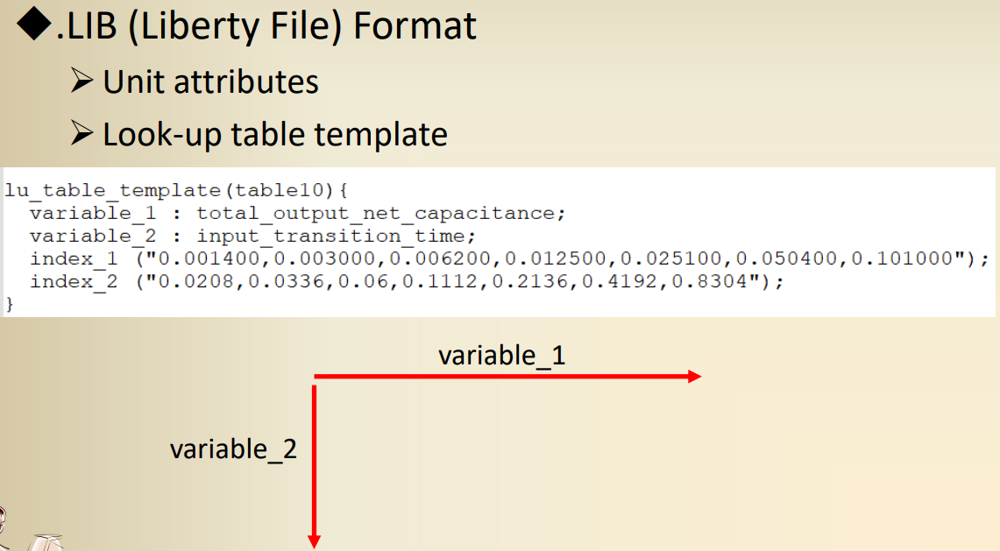 ◆.LIB (Liberty File) Format
➢ Unit attributes
➢ Look-up table template
lu_table_template(table10){
  variable_1 : total_output_net_capacitance;
  variable_2 : input_transition_time;
  index_1 ("0.001400,0.003000,0.006200,0.012500,0.025100,0.050400,0.101000");
  index_2 ("0.0208,0.0336,0.06,0.1112,0.2136,0.4192,0.8304");
}
variable_1
variable_2